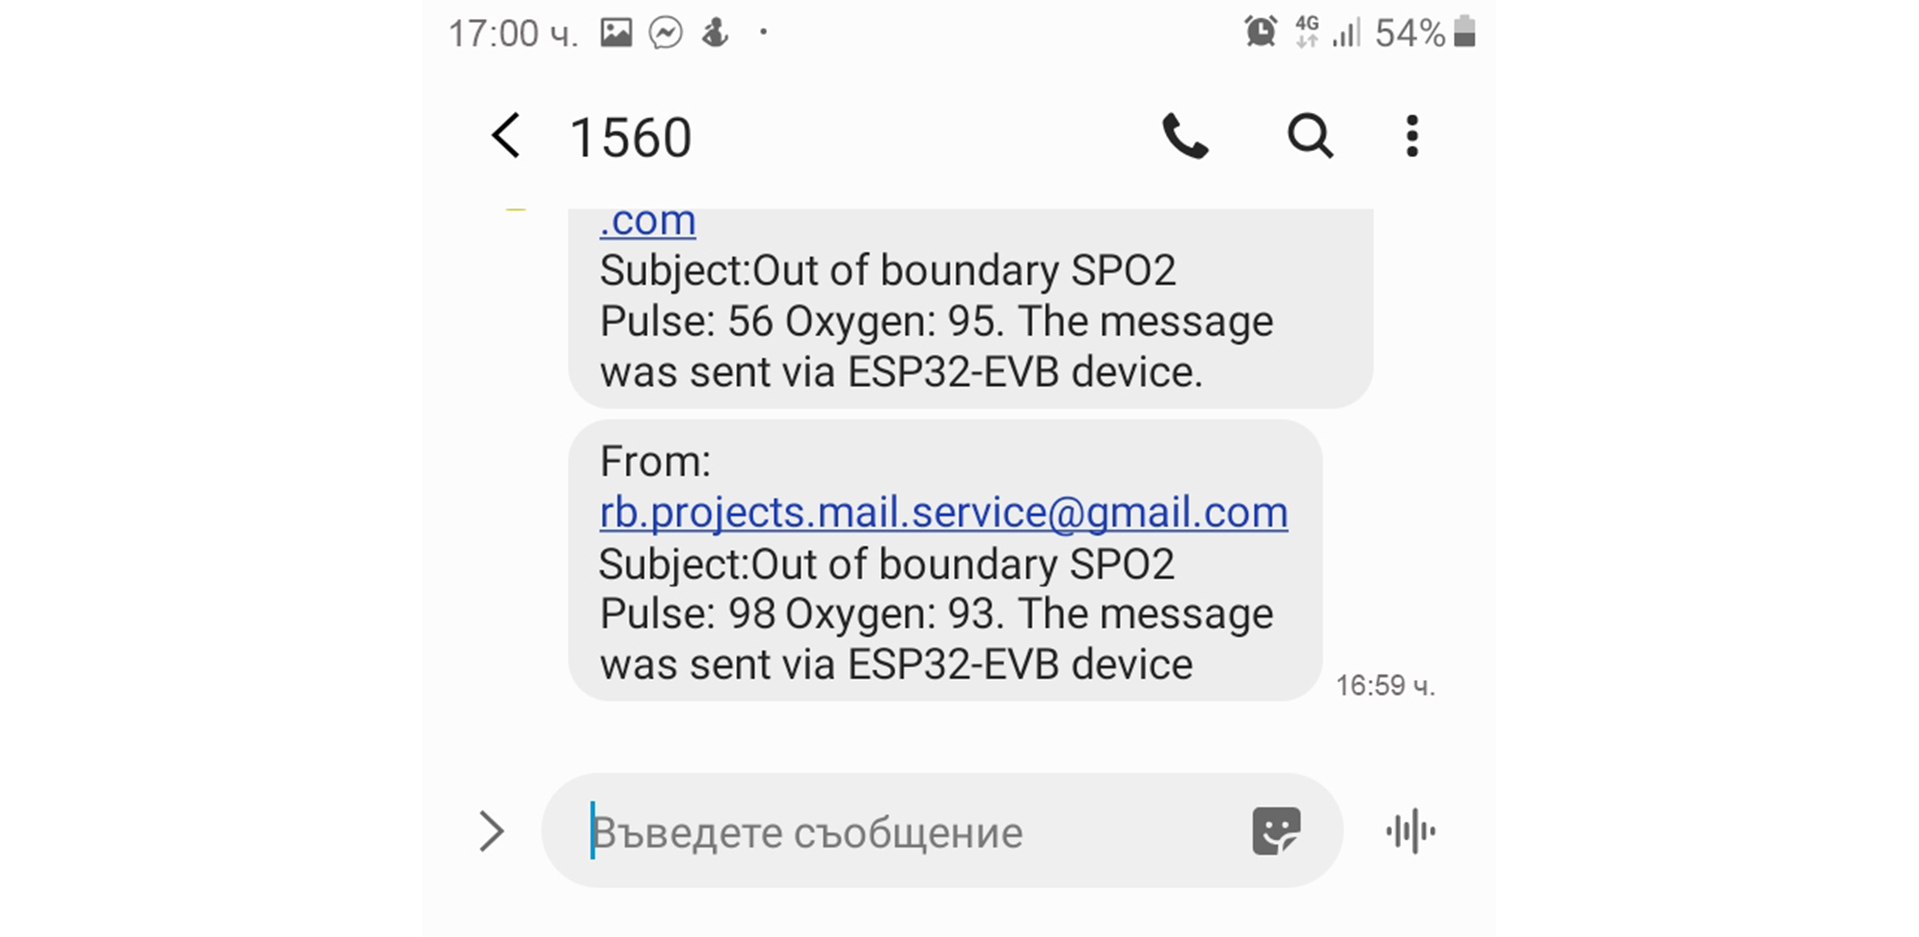 17:00 ч.
4G 54%
1560
.com
Subject:Out of boundary SPO2
Pulse: 56 Oxygen: 95. The message
was sent via ESP32-EVB device.
From:
rb.projects.mail.service@gmail.com
Subject:Out of boundary SPO2
Pulse: 98 Oxygen: 93. The message
was sent via ESP32-EVB device
16:59 ч.
Въведете съобщение